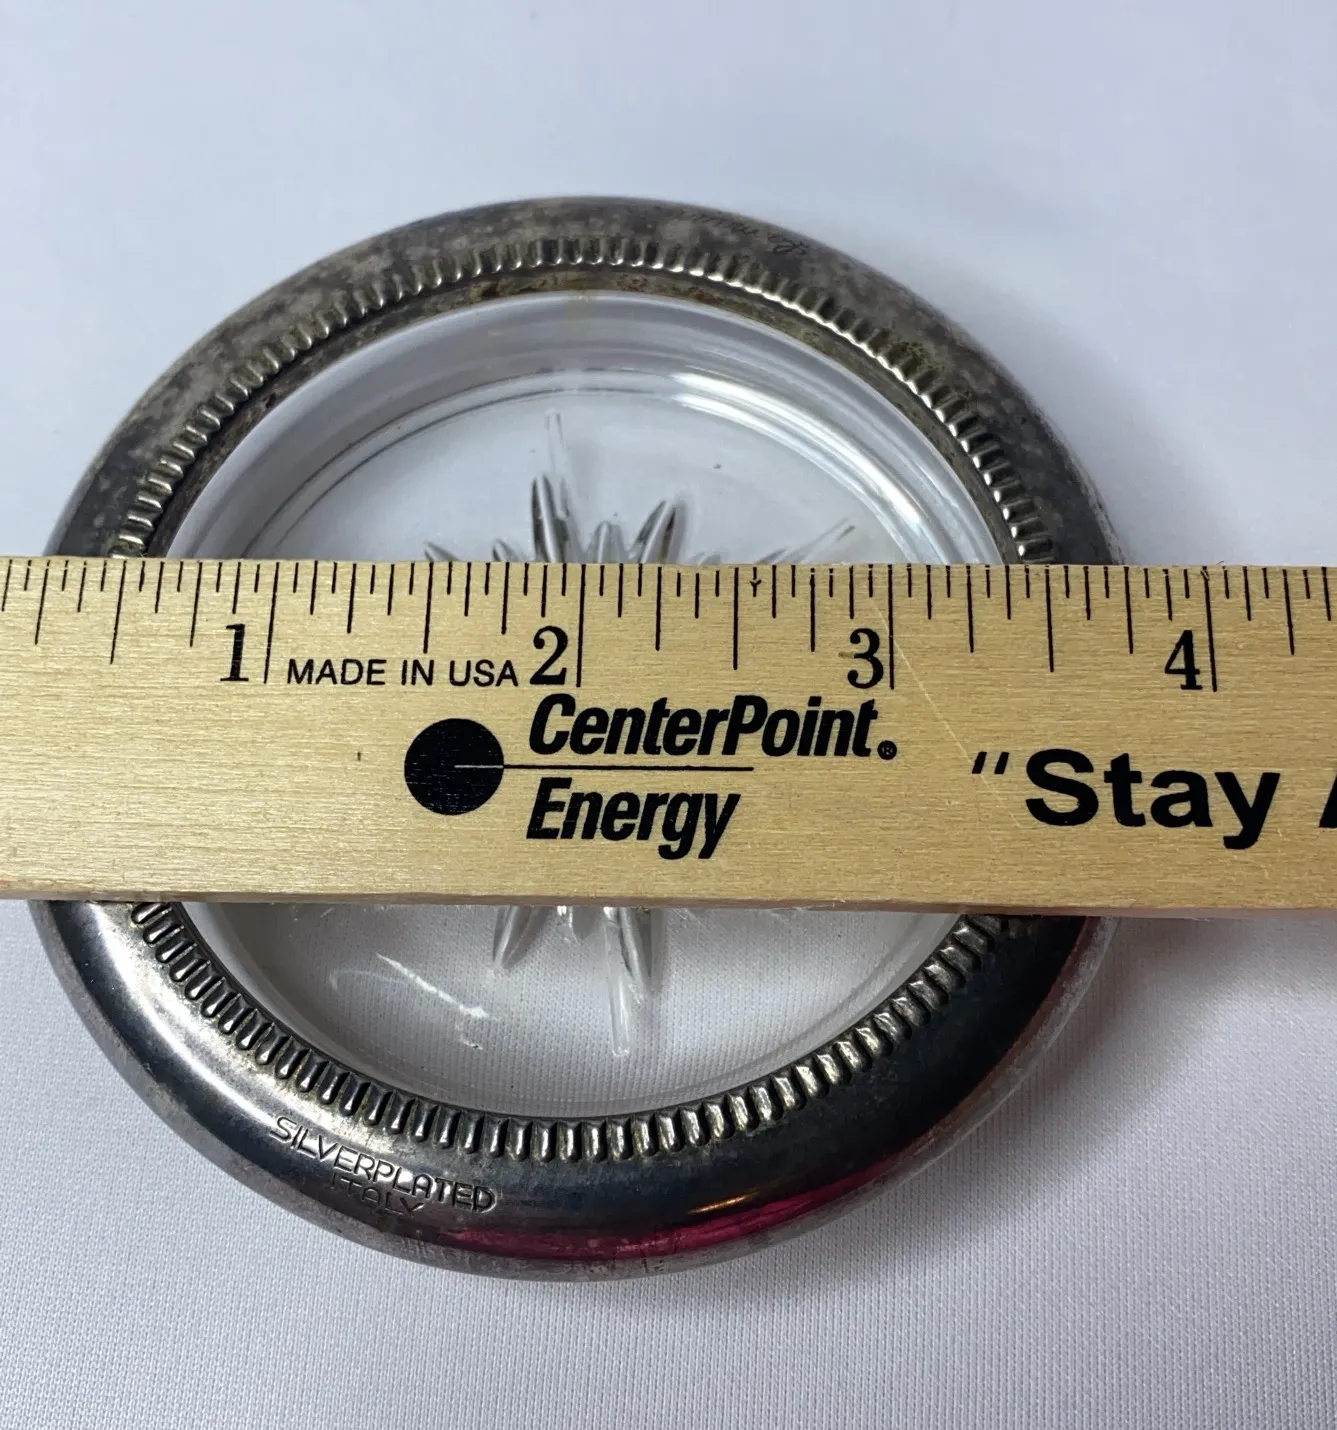 1 2 3 4
MADE IN USA
CenterPoint®
Energy
"Stay
SILVERPLATED
ITALY